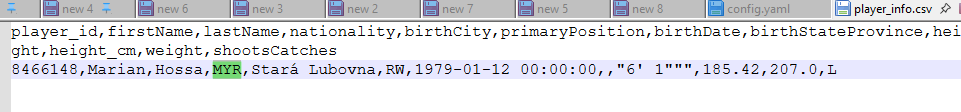 new 4 new 6 new 3 new 2 new 7 new 5 new 8 config.yaml player_info.csv
player_id,firstName,lastName,nationality,birthCity,primaryPosition,birthDate,birthStateProvince,hei
ght,height_cm,weight,shootsCatches
8466148,Marian,Hossa,MYR,Stará Lubovna,RW,1979-01-12 00:00:00,,"6' 1""",185.42,207.0,L